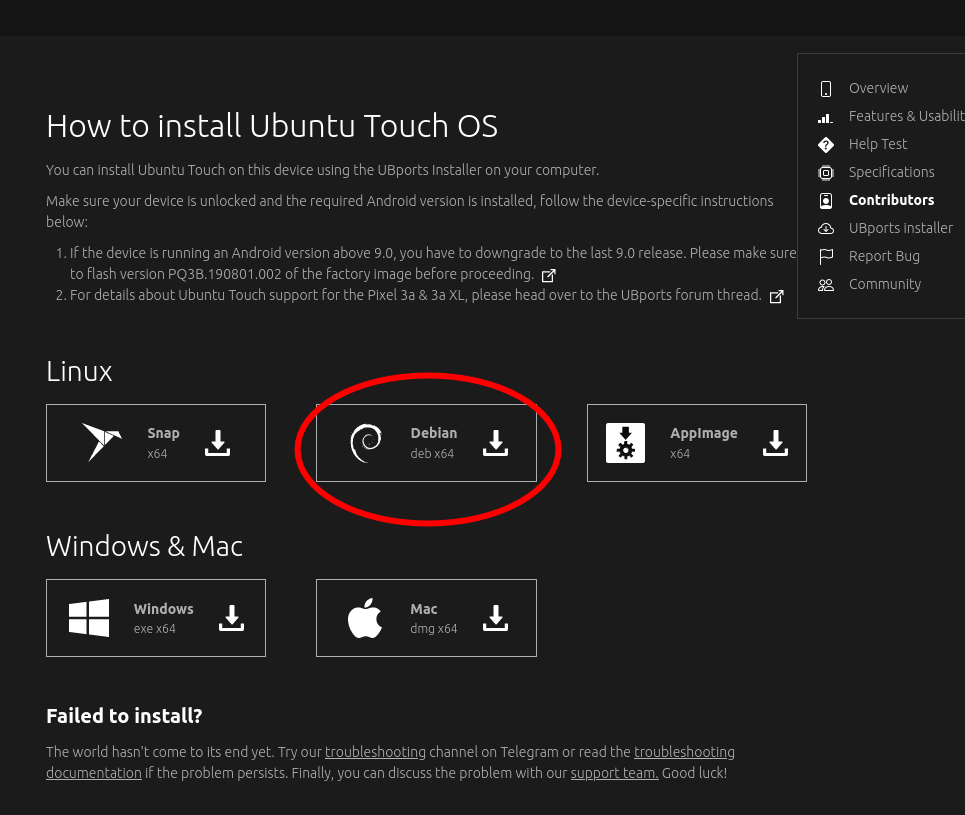 How to install Ubuntu Touch OS
You can install Ubuntu Touch on this device using the UBports Installer on your computer.
Make sure your device is unlocked and the required Android version is installed, follow the device-specific instructions
below:
1. If the device is running an Android version above 9.0, you have to downgrade to the last 9.0 release. Please make sure
to flash version PQ3B.190801.002 of the factory image before proceeding.
2. For details about Ubuntu Touch support for the Pixel 3a & 3a XL, please head over to the UBports forum thread.
Overview
Features & Usabilit
Help Test
Specifications
Contributors
UBports installer
Report Bug
Community
Linux
Snap
x64
Debian
deb x64
AppImage
x64
Windows & Mac
Windows
exe x64
Mac
dmg x64
Failed to install?
The world hasn't come to its end yet. Try our troubleshooting channel on Telegram or read the troubleshooting
documentation if the problem persists. Finally, you can discuss the problem with our support team. Good luck!